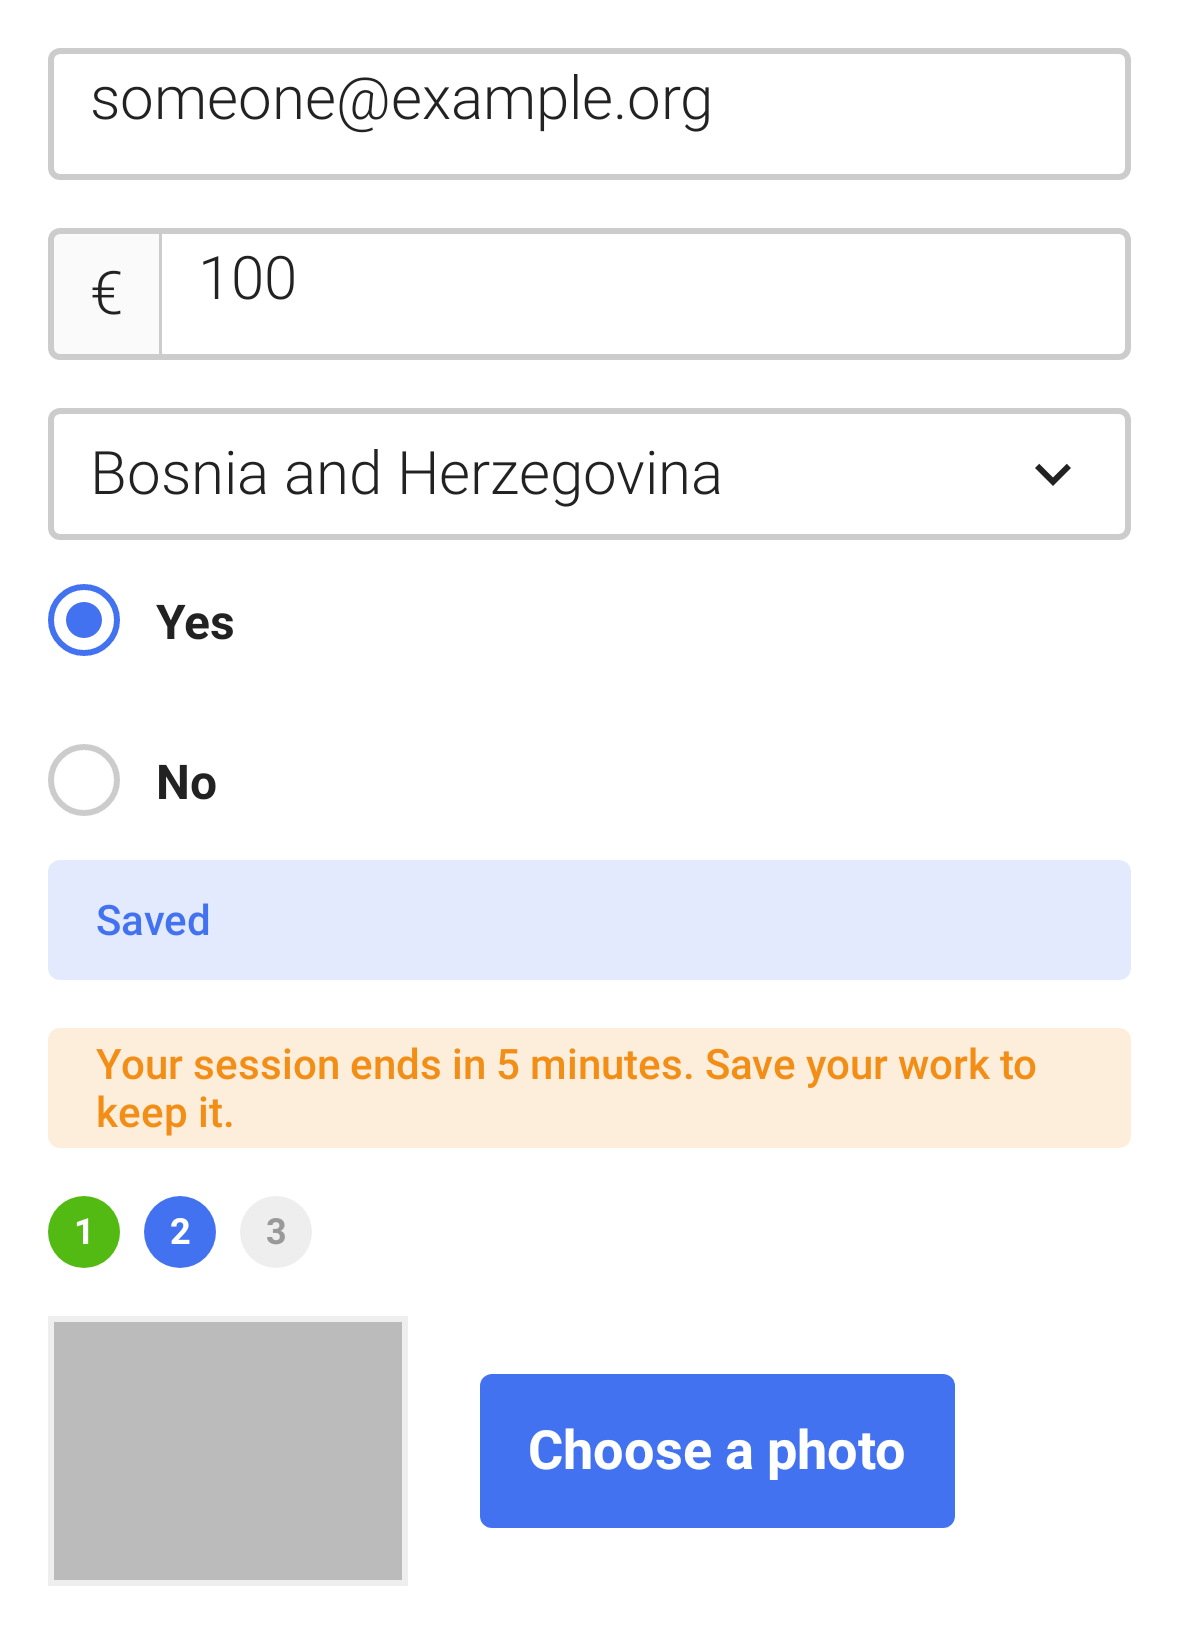 someone@example.org
€ 100
Bosnia and Herzegovina
Yes
No
Saved
Your session ends in 5 minutes. Save your work to
keep it.
1 2 3
Choose a photo